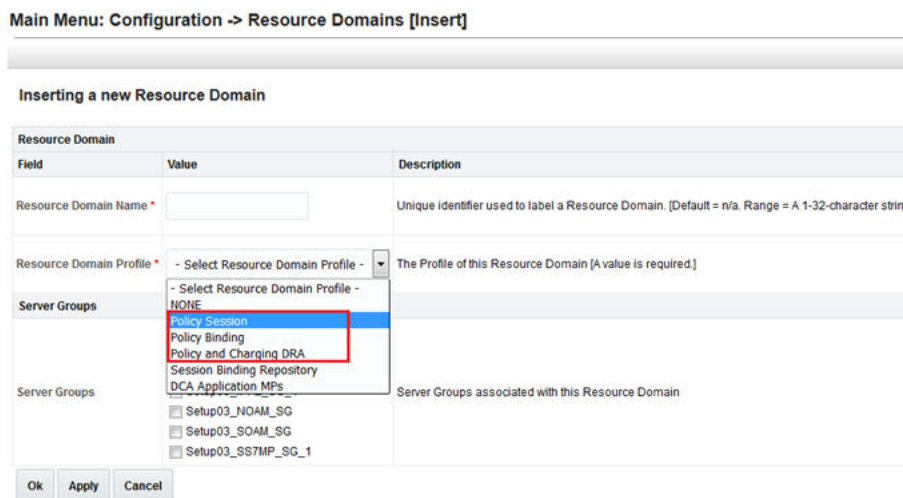 Main Menu: Configuration -> Resource Domains [Insert]
Inserting a new Resource Domain
Resource Domain
Field Value Description
Resource Domain Name * Unique identifier used to label a Resource Domain. [Default = n/a. Range = A 1-32-character
Resource Domain Profile * - Select Resource Domain Profile - The Profile of this Resource Domain [A value is required.]
- Select Resource Domain Profile -
NONE
Server Groups
Policy Session
Policy Binding
Policy and Charging DRA
Session Binding Repository
DCA Application MPs
Server Groups Server Groups associated with this Resource Domain
Setup03_NOAM_SG
Setup03_SOAM_SG
Setup03_SS7MP_SG_1
Ok Apply Cancel